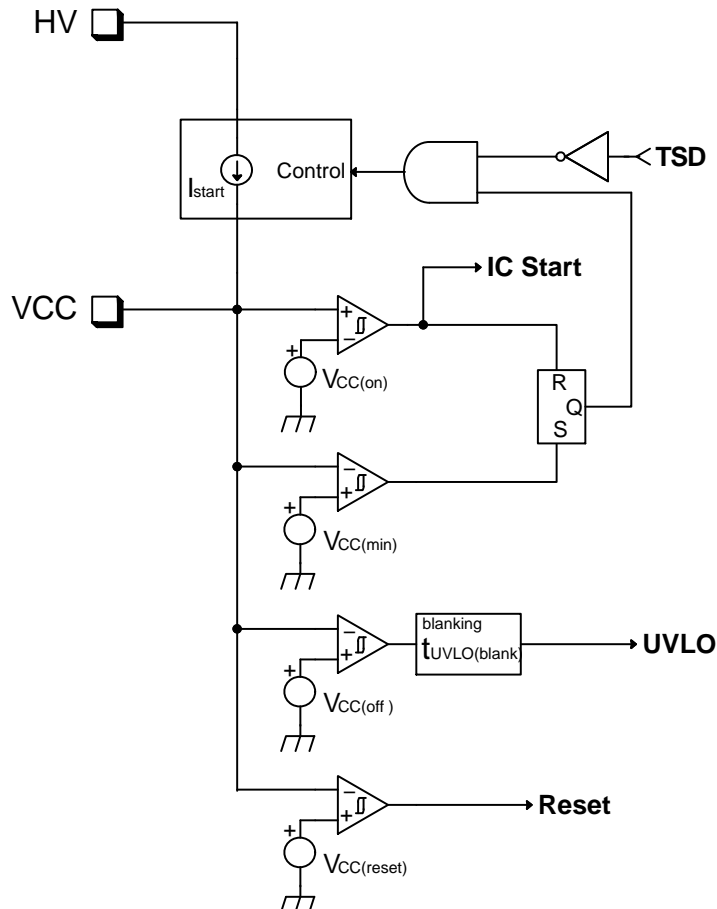 HV
Istart
Control
TSD
IC Start
VCC
+
−
+
VCC(on)
R
Q
S
−
+
+
VCC(min)
−
+
+
VCC(off )
blanking
tUVLO(blank)
UVLO
−
+
+
VCC(reset)
Reset